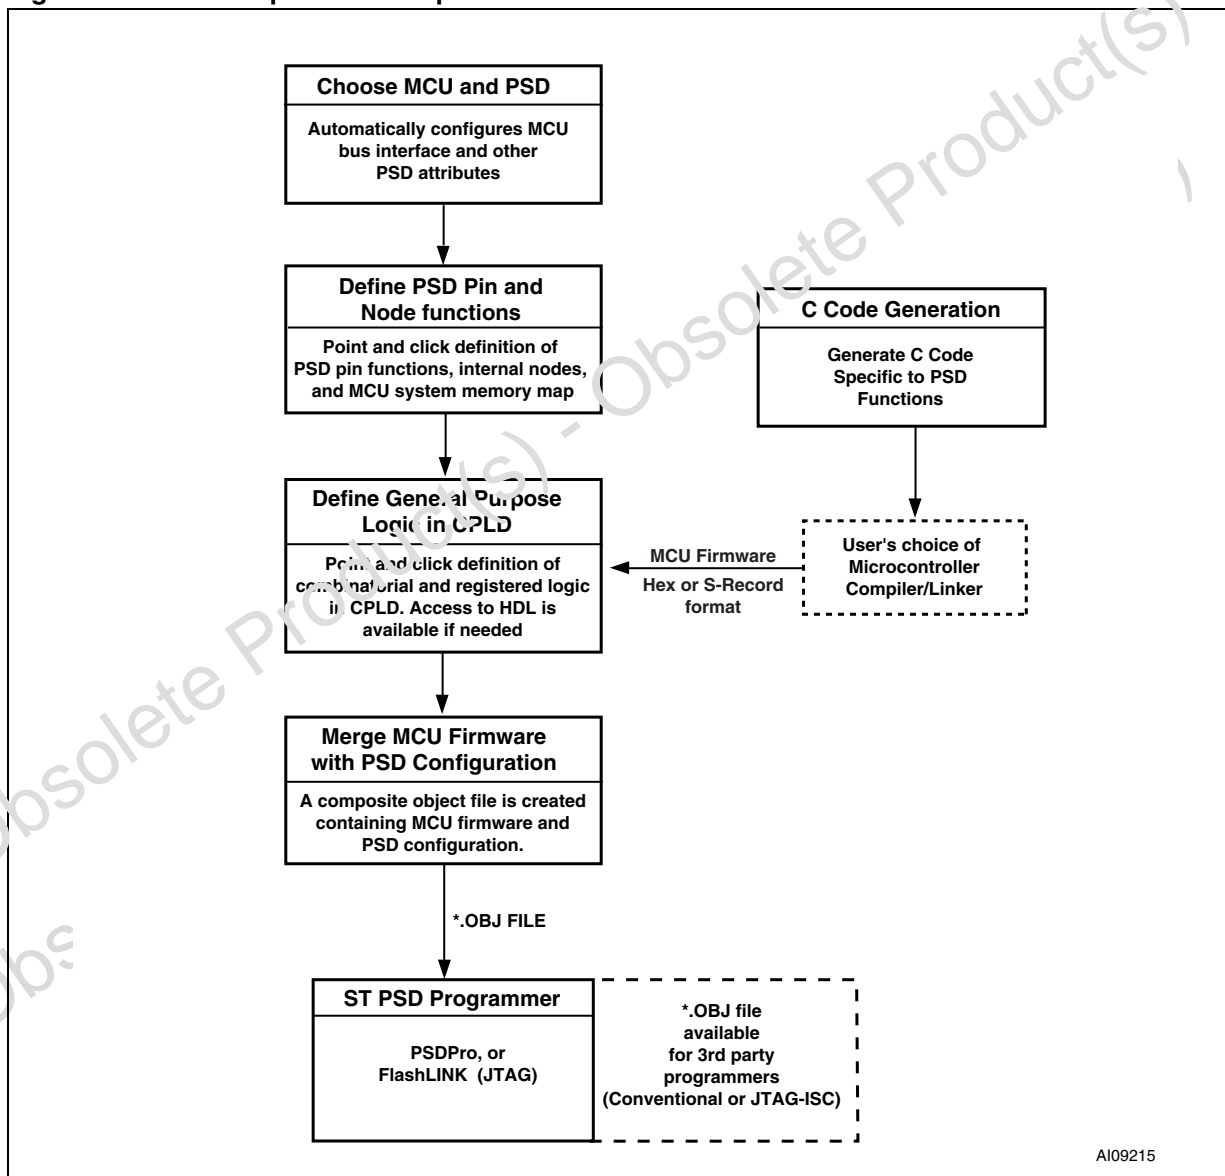 Choose MCU and PSD
Automatically configures MCU
bus interface and other
PSD attributes
Define PSD Pin and
Node functions
Point and click definition of
PSD pin functions, internal nodes,
and MCU system memory map
C Code Generation
Generate C Code
Specific to PSD
Functions
Define General Purpose
Logic in CPLD
Point and click definition of
combinatorial and registered logic
in CPLD. Access to HDL is
available if needed
MCU Firmware
Hex or S-Record
format
User's choice of
Microcontroller
Compiler/Linker
Merge MCU Firmware
with PSD Configuration
A composite object file is created
containing MCU firmware and
PSD configuration.
*.OBJ FILE
ST PSD Programmer
PSDPro, or
FlashLINK (JTAG)
*.OBJ file
available
for 3rd party
programmers
(Conventional or JTAG-ISC)
AI09215
Obsolete Product(s) - Obsolete Product(s)